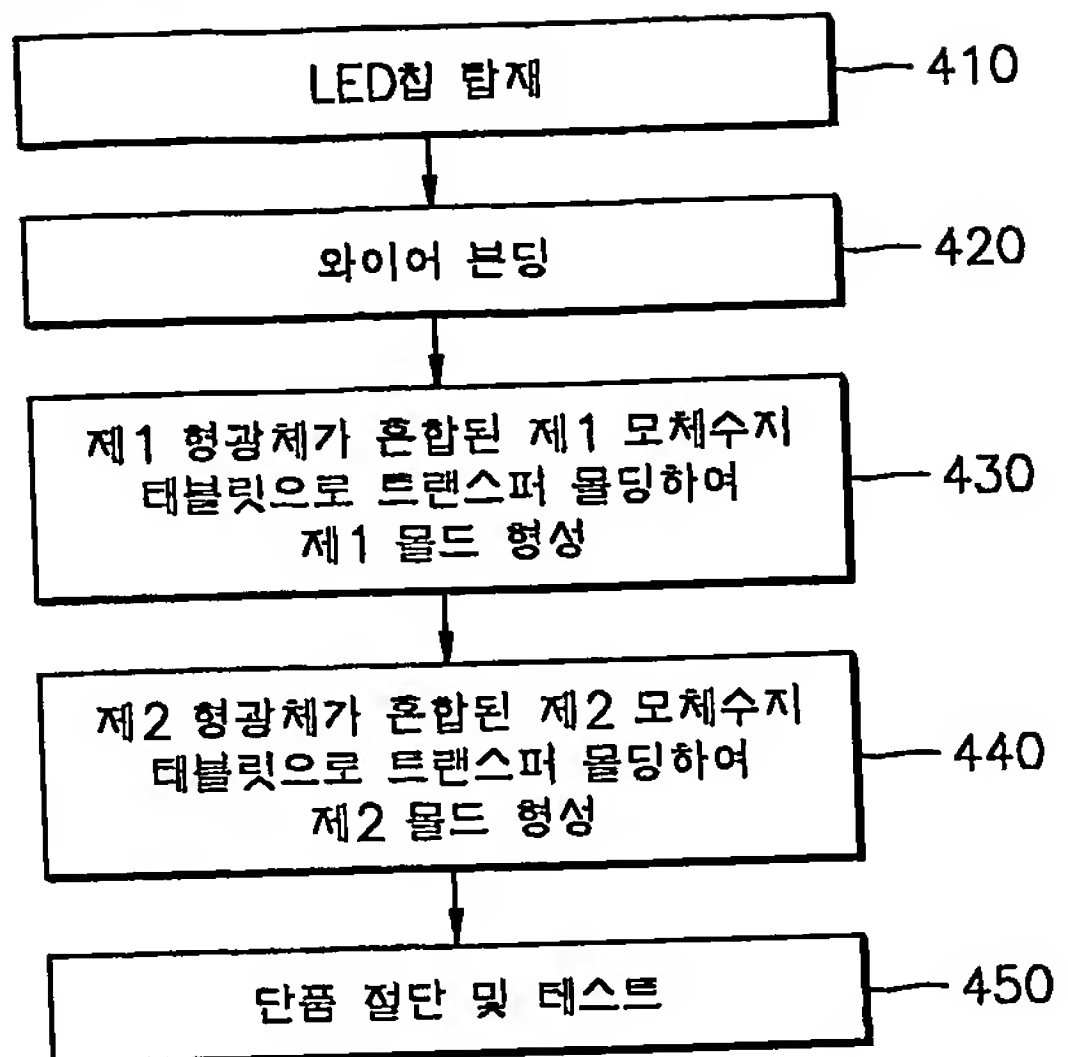 LED칩 탑재
410
와이어 본딩
420
제1 형광체가 혼합된 제1 모체수지
태블릿으로 트랜스퍼 몰딩하여
제1 몰드 형성
430
제2 형광체가 혼합된 제2 모체수지
태블릿으로 트랜스퍼 몰딩하여
제2 몰드 형성
440
단품 절단 및 테스트
450